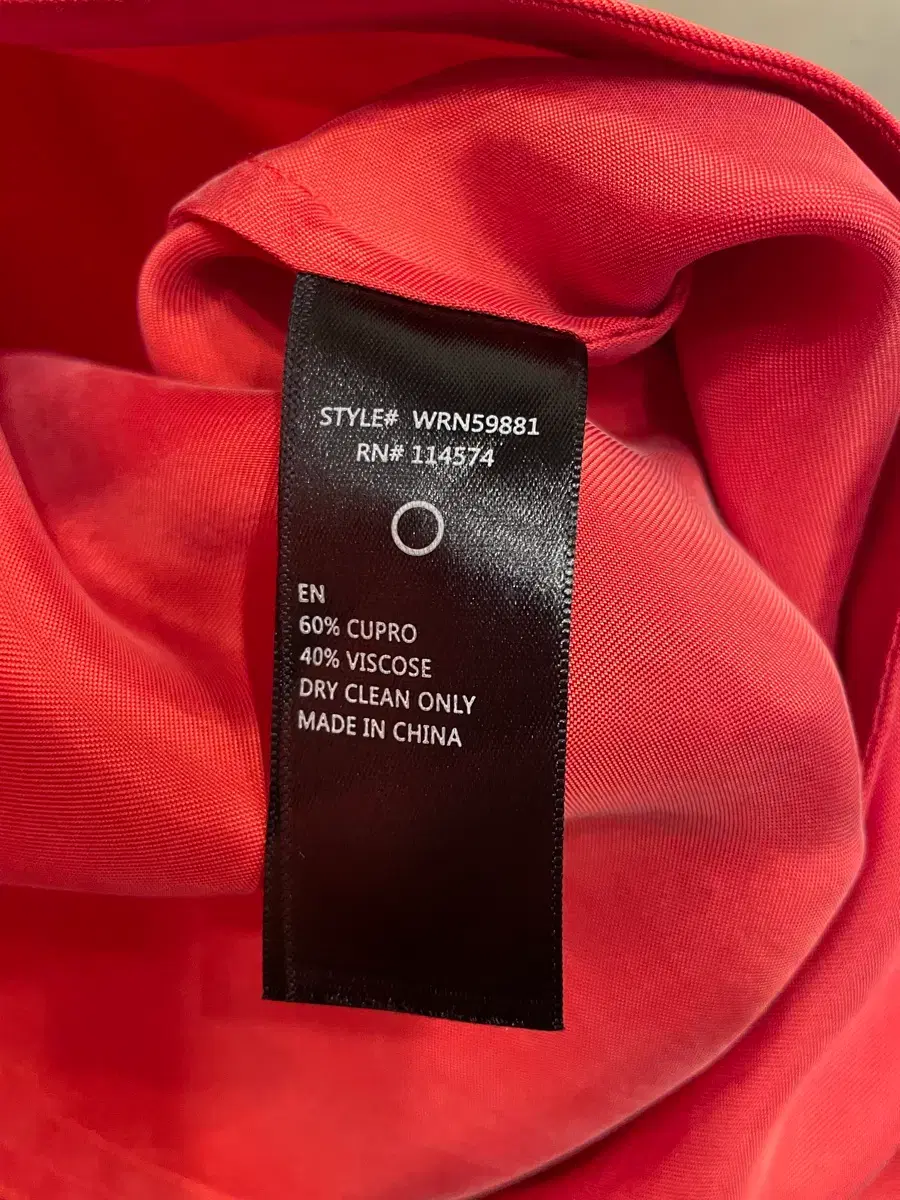 STYLE# WRN59881
RN# 114574
EN
60% CUPRO
40% VISCOSE
DRY CLEAN ONLY
MADE IN CHINA